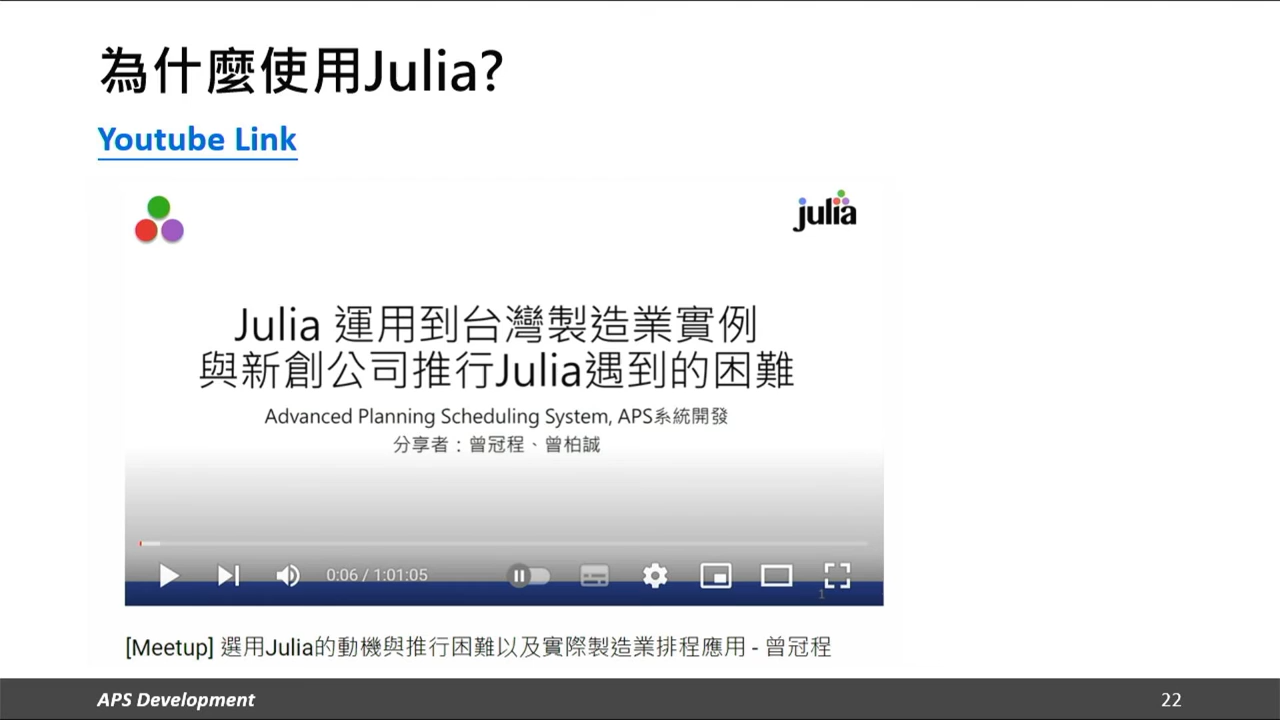 為什麼使用Julia?
Youtube Link
julia
Julia 運用到台灣製造業實例
與新創公司推行Julia遇到的困難
Advanced Planning Scheduling System, APS系統開發
分享者：曾冠程、曾柏誠
0:06 / 1:01:05
1
[Meetup] 選用Julia的動機與推行困難以及實際製造業排程應用 - 曾冠程
APS Development
22